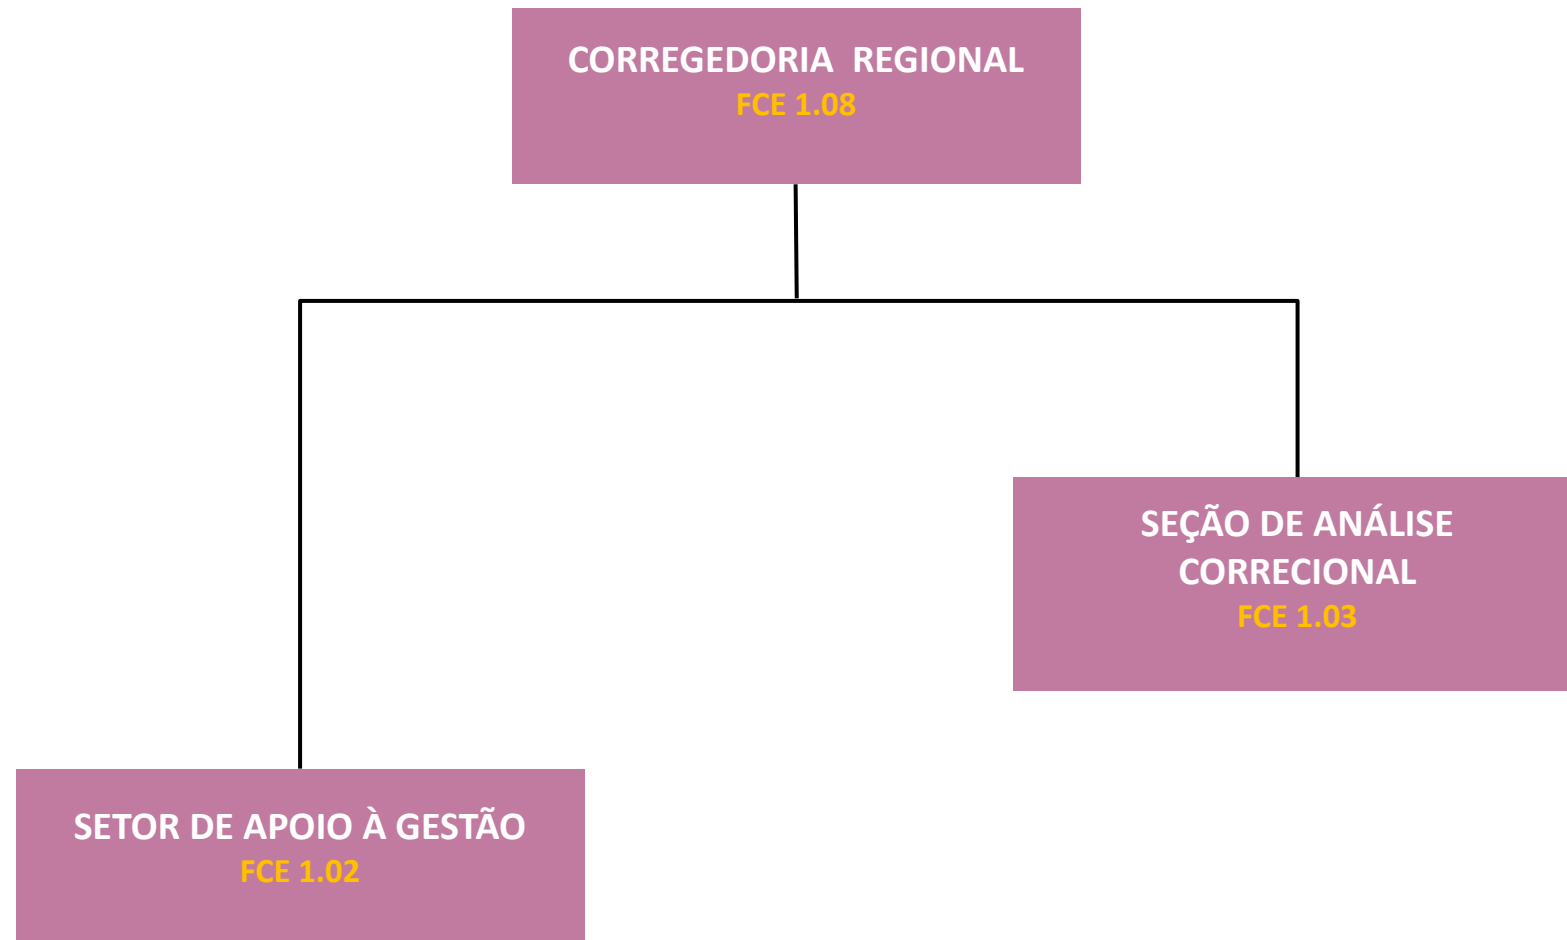 CORREGEDORIA REGIONAL
FCE 1.08
SEÇÃO DE ANÁLISE
CORRECIONAL
FCE 1.03
SETOR DE APOIO À GESTÃO
FCE 1.02